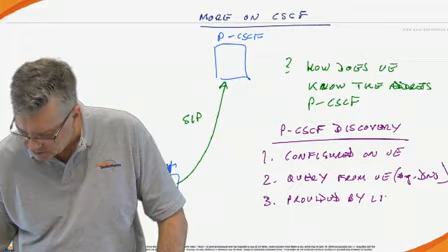 MORE ON CSCF
P-CSCF
SIP
? HOW DOES UE
KNOW THE ADDRESS
P-CSCF
P-CSCF DISCOVERY
1. CONFIGURED ON UE
2. QUERY FROM UE (eg. DNS)
3. PROVIDED BY LT